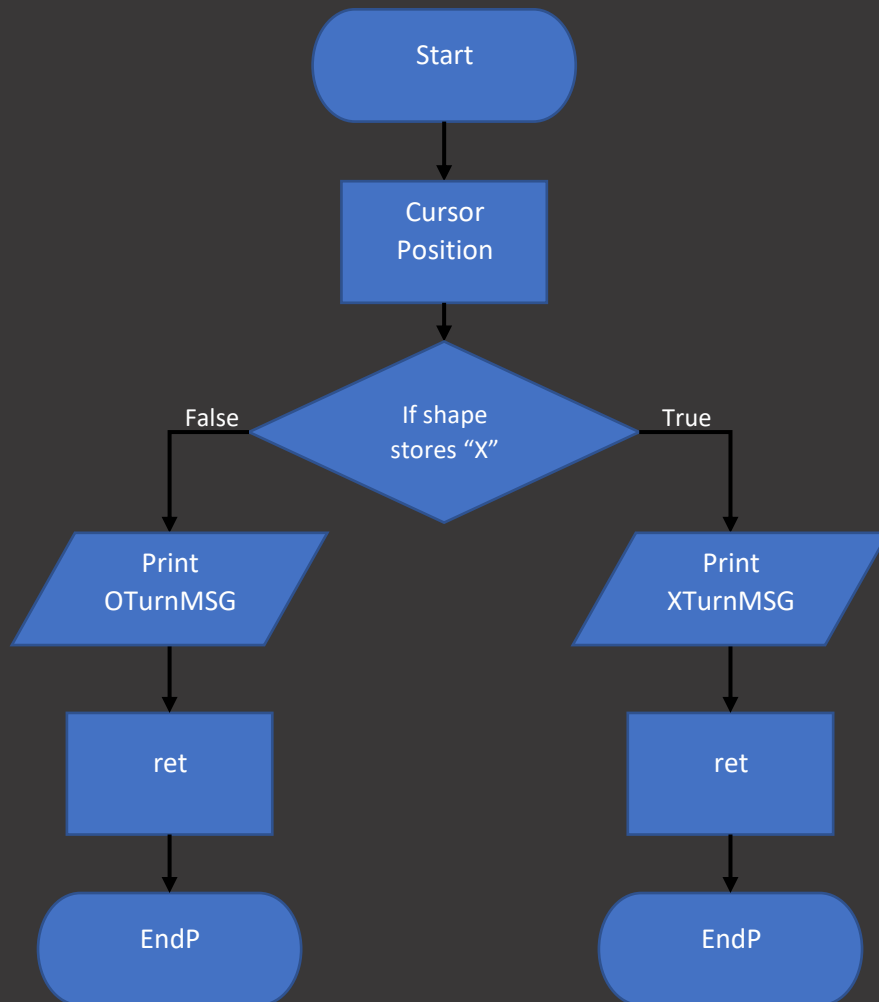 Start
Cursor
Position
If shape
stores “X”
False
True
Print
OTurnMSG
Print
XTurnMSG
ret
ret
EndP
EndP